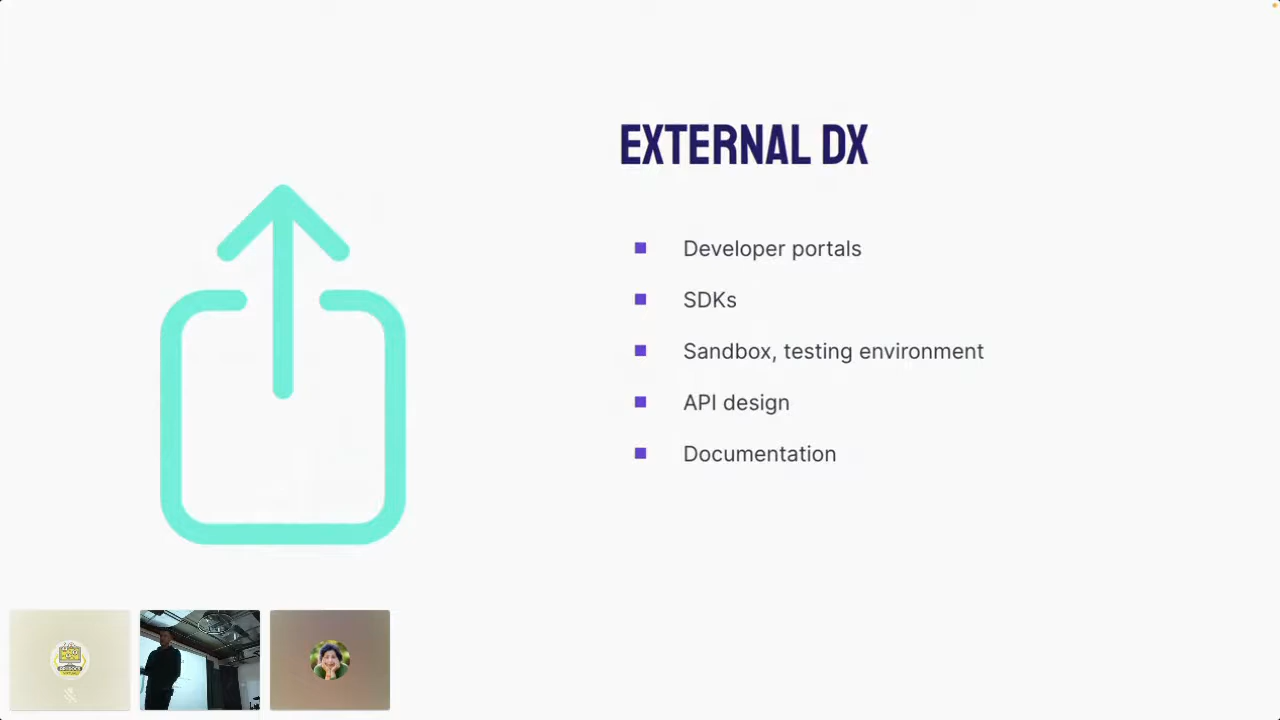 EXTERNAL DX
Developer portals
SDKs
Sandbox, testing environment
API design
Documentation